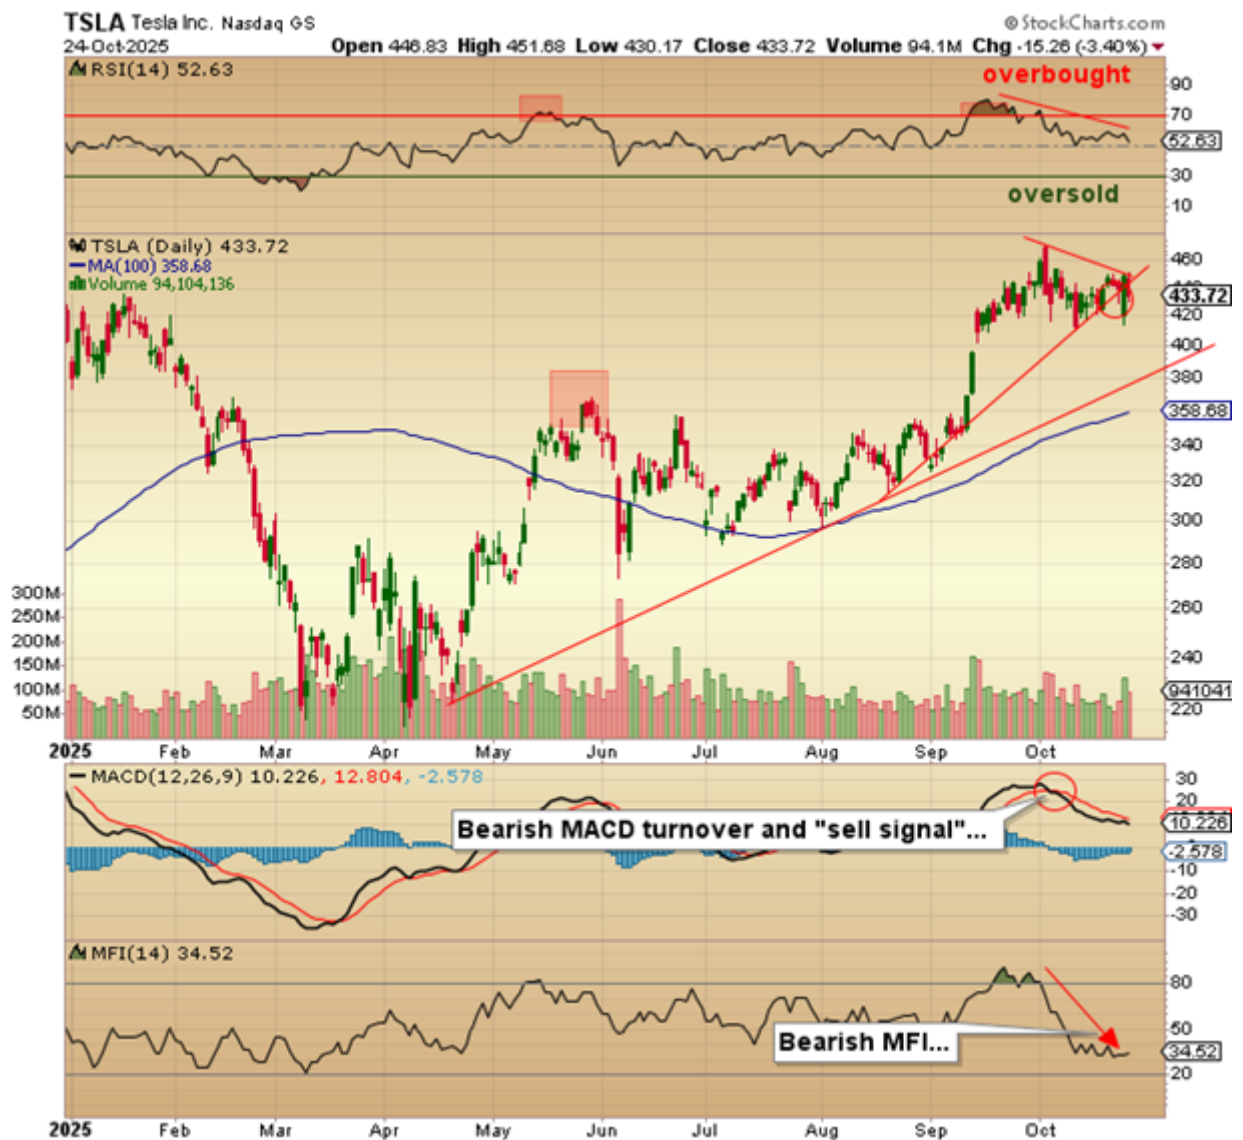 TSLA Tesla Inc. Nasdaq GS © StockCharts.com
24-Oct-2025 Open 446.83 High 451.68 Low 430.17 Close 433.72 Volume 94.1M Chg -15.26 (-3.40%)
RSI(14) 52.63
overbought
90
70
52.63
30
oversold
10
TSLA (Daily) 433.72
MA(100) 358.68
Volume 94,104,136
460
433.72
420
400
380
358.68
340
320
300
280
300M 260
250M
200M
150M 240
100M 941041
50M 220
2025 Feb Mar Apr May Jun Jul Aug Sep Oct
MACD(12,26,9) 10.226, 12.804, -2.578
30
20
Bearish MACD turnover and "sell signal"...
10.226
-2.578
-10
-20
-30
MFI(14) 34.52
80
50
Bearish MFI...
34.52
20
2025 Feb Mar Apr May Jun Jul Aug Sep Oct